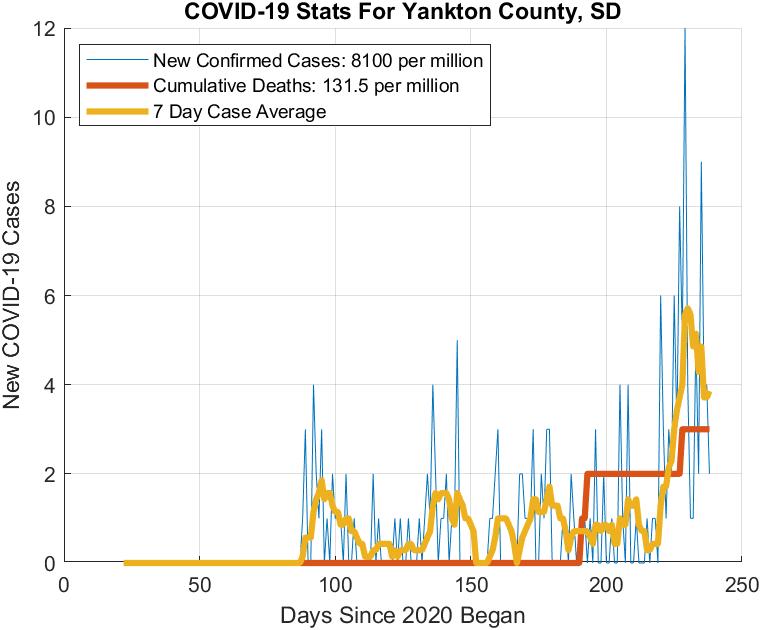 COVID-19 Stats For Yankton County, SD
New Confirmed Cases: 8100 per million
Cumulative Deaths: 131.5 per million
7 Day Case Average
New COVID-19 Cases
12
10
8
6
4
2
0
0 50 100 150 200 250
Days Since 2020 Began